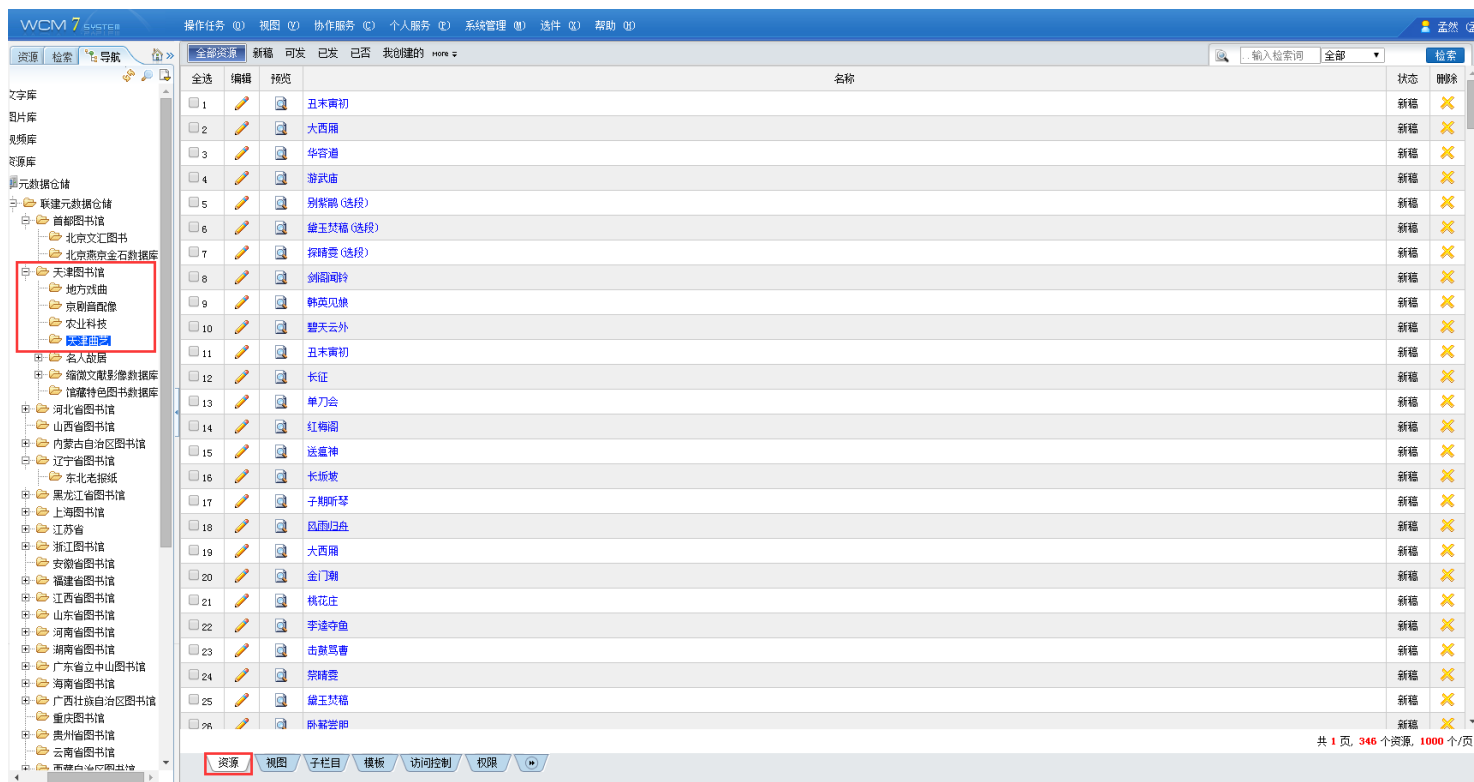 WCM 7 SYSTEM 操作任务 (O) 视图 (V) 协作服务 (C) 个人服务 (P) 系统管理 (M) 选件 (X) 帮助 (H) 孟然
资源 检索 导航 »
全部资源 新稿 可发 已发 已否 我创建的 More
..输入检索词 全部 检索
全选 编辑 预览 名称 状态 删除
1 丑末寅初 新稿
2 大西厢 新稿
3 华容道 新稿
4 游武庙 新稿
5 别紫鹃(选段) 新稿
6 黛玉焚稿(选段) 新稿
7 探晴雯(选段) 新稿
8 剑阁闻铃 新稿
9 韩英见娘 新稿
10 碧天云外 新稿
11 丑末寅初 新稿
12 长征 新稿
13 单刀会 新稿
14 红梅阁 新稿
15 送瘟神 新稿
16 长坂坡 新稿
17 子期听琴 新稿
18 风雨归舟 新稿
19 大西厢 新稿
20 金门潮 新稿
21 桃花庄 新稿
22 李逵夺鱼 新稿
23 击鼓骂曹 新稿
24 祭晴雯 新稿
25 黛玉焚稿 新稿
26 卧薪尝胆 新稿
文字库
图片库
视频库
资源库
元数据仓储
联建元数据仓储
首都图书馆
北京文汇图书
北京燕京金石数据库
天津图书馆
地方戏曲
京剧音配像
农业科技
天津曲艺
名人故居
缩微文献影像数据库
馆藏特色图书数据库
河北省图书馆
山西省图书馆
内蒙古自治区图书馆
辽宁省图书馆
东北老报纸
黑龙江省图书馆
上海图书馆
江苏省
浙江图书馆
安徽省图书馆
福建省图书馆
江西省图书馆
山东省图书馆
河南省图书馆
湖南省图书馆
广东省立中山图书馆
海南省图书馆
广西壮族自治区图书馆
重庆图书馆
贵州省图书馆
云南省图书馆
西藏自治区图书馆
共 1 页, 346 个资源, 1000 个/页
资源 视图 子栏目 模板 访问控制 权限